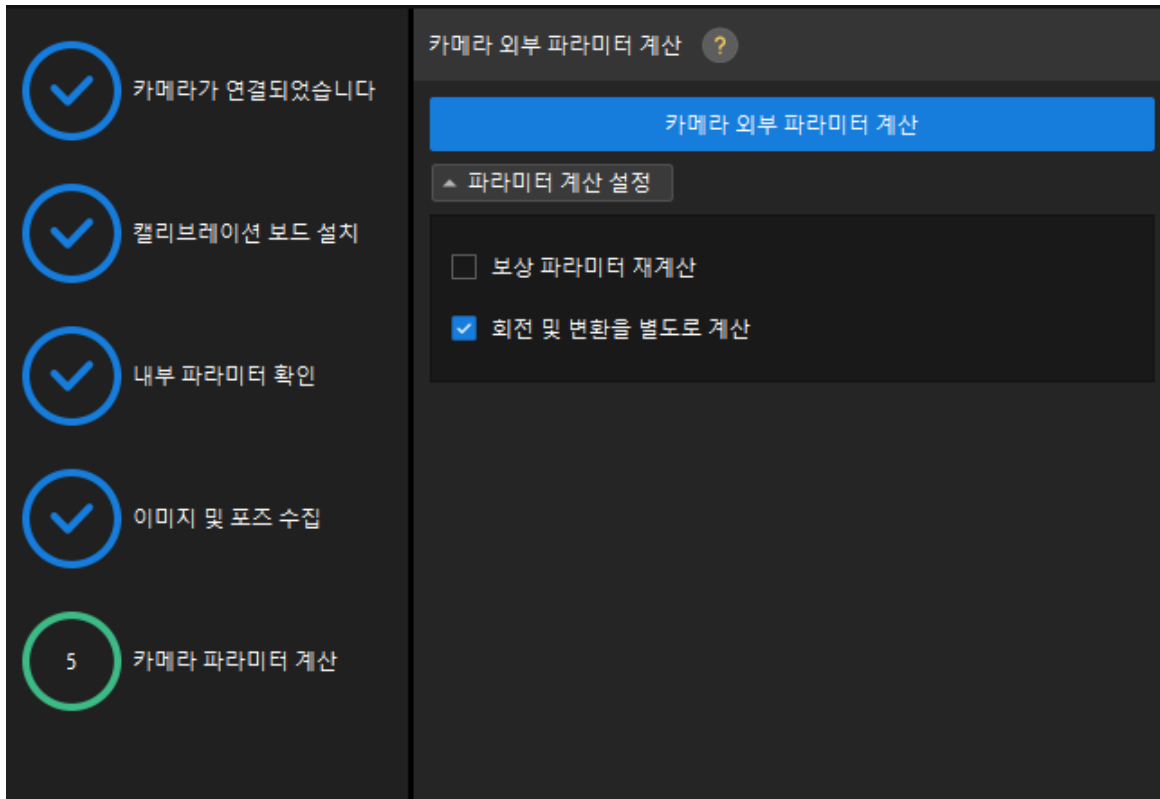 카메라가 연결되었습니다
캘리브레이션 보드 설치
내부 파라미터 확인
이미지 및 포즈 수집
5
카메라 파라미터 계산
카메라 외부 파라미터 계산 ?
카메라 외부 파라미터 계산
파라미터 계산 설정
보상 파라미터 재계산
회전 및 변환을 별도로 계산